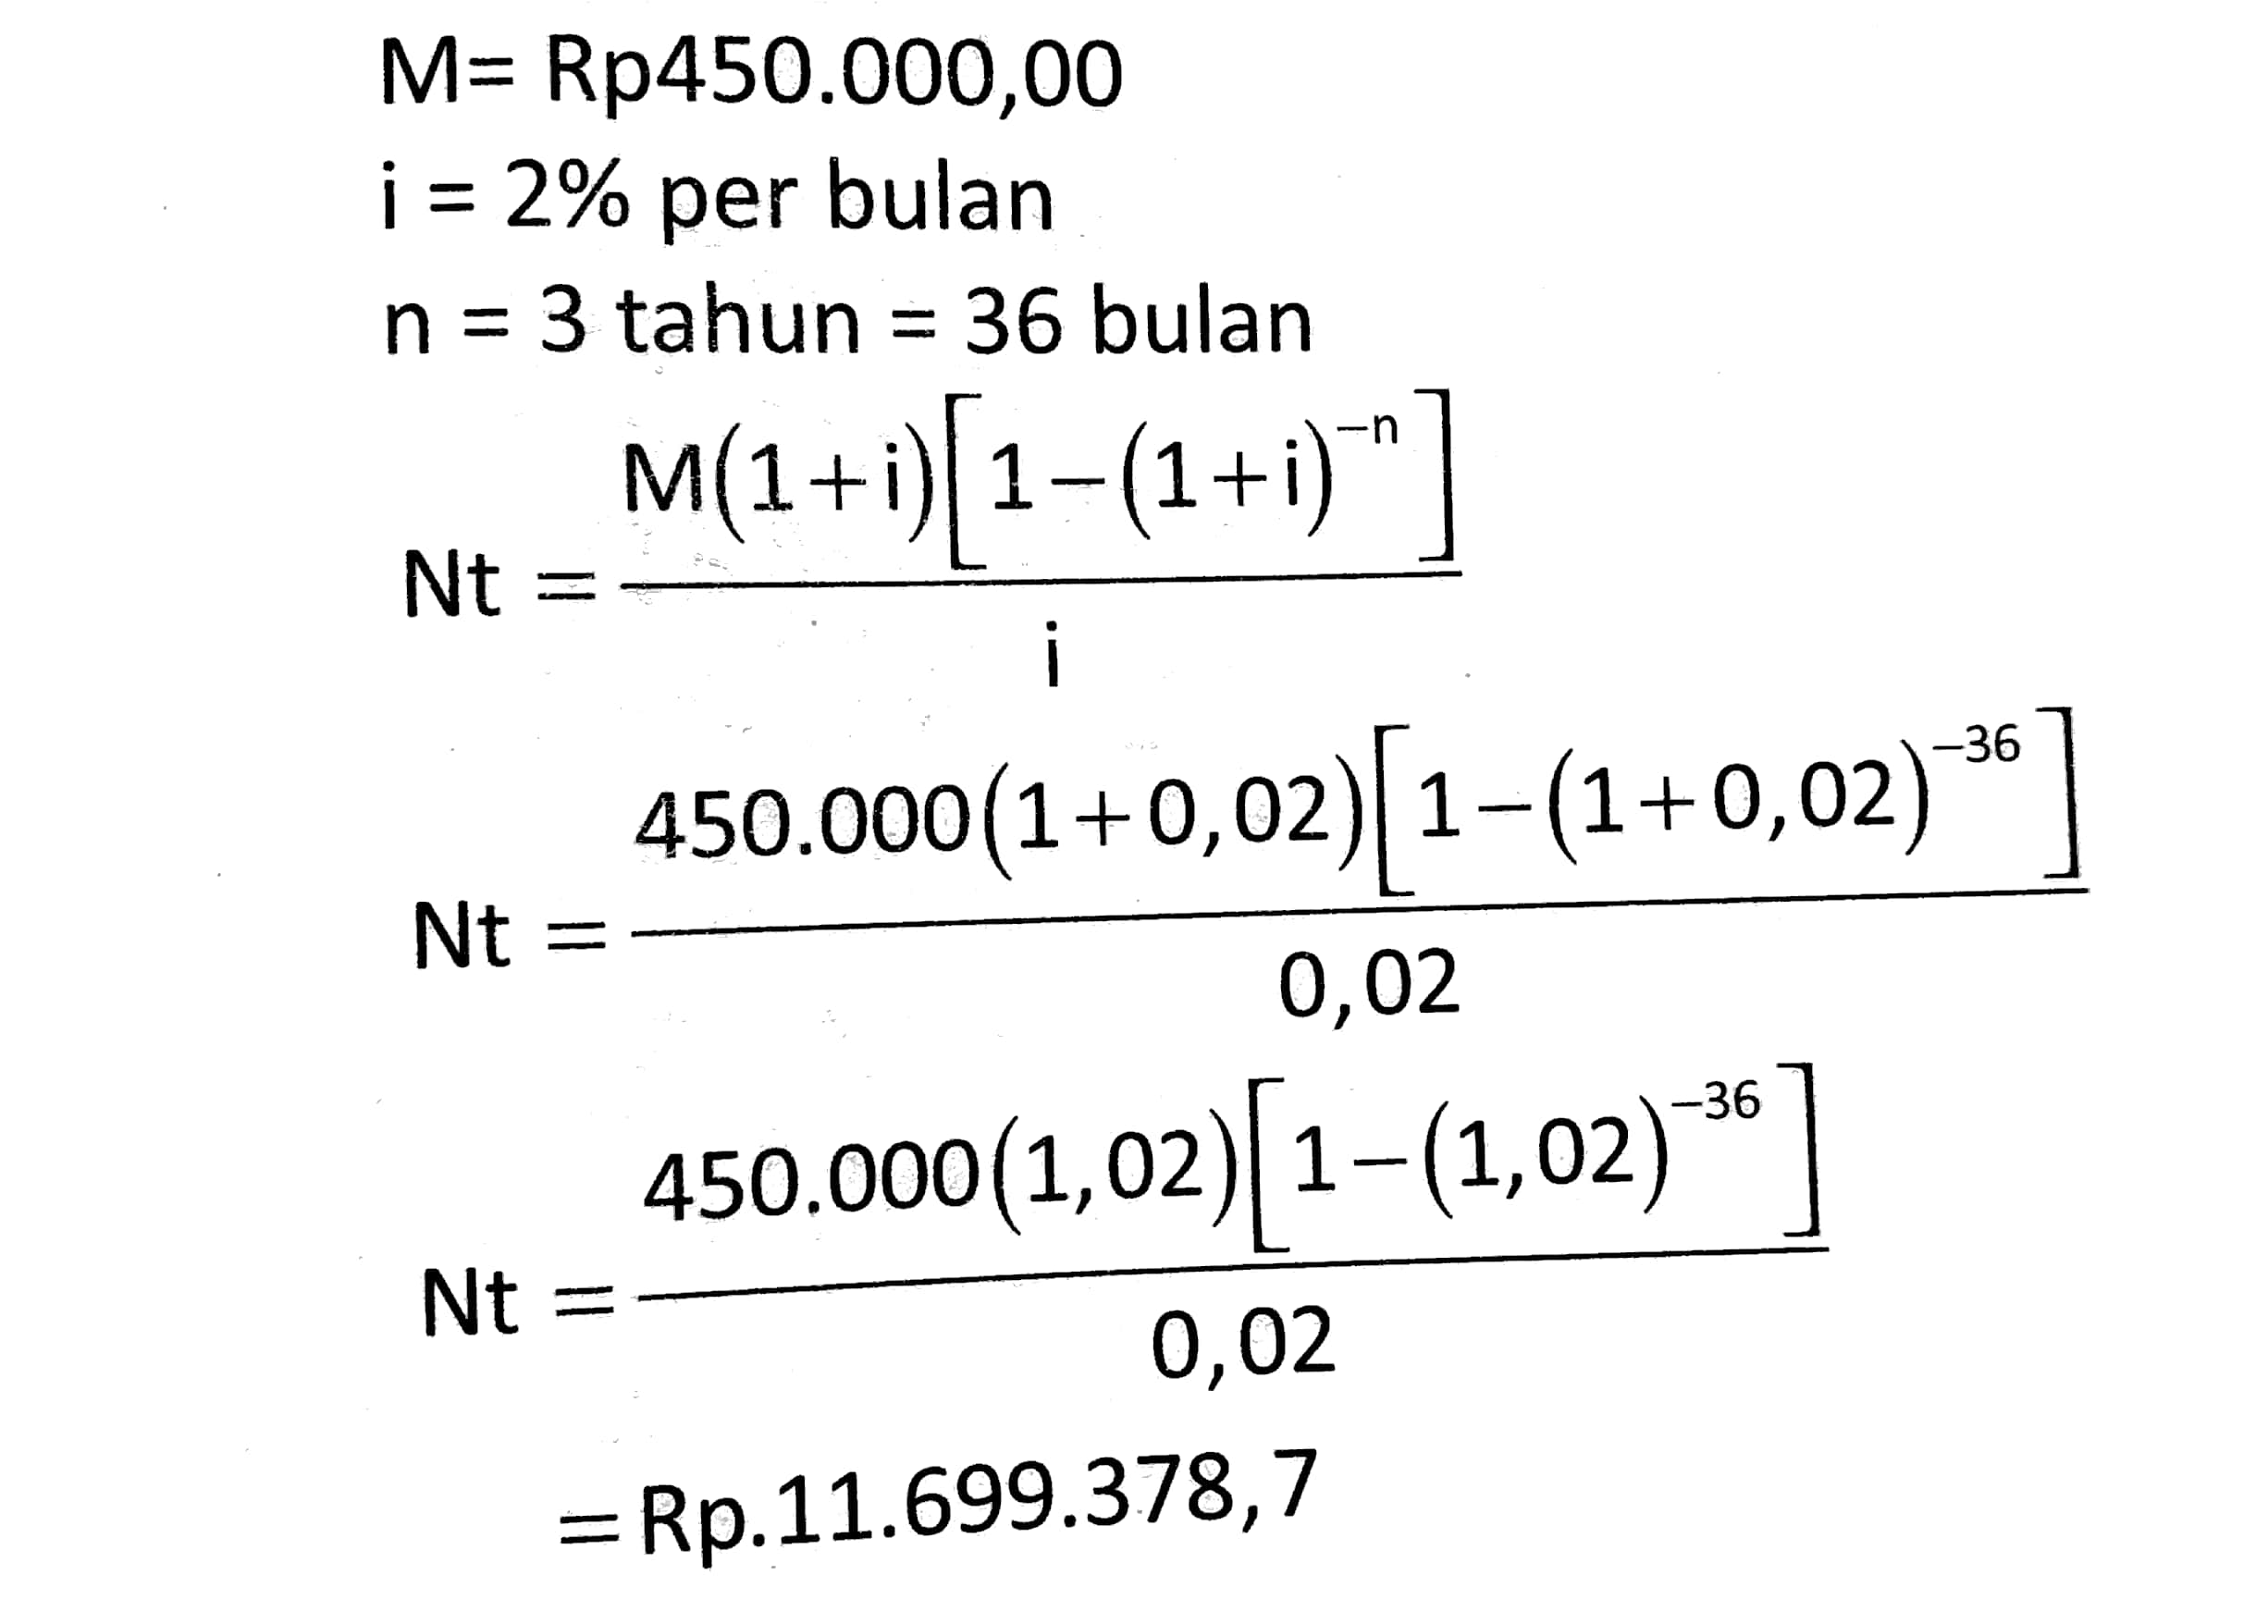 M= Rp450.000,00
i = 2% per bulan
n = 3 tahun = 36 bulan
Nt = M(1+i)[1−(1+i)^−n] / i
Nt = 450.000(1+0,02)[1−(1+0,02)^−36] / 0,02
Nt = 450.000(1,02)[1−(1,02)^−36] / 0,02
= Rp.11.699.378,7